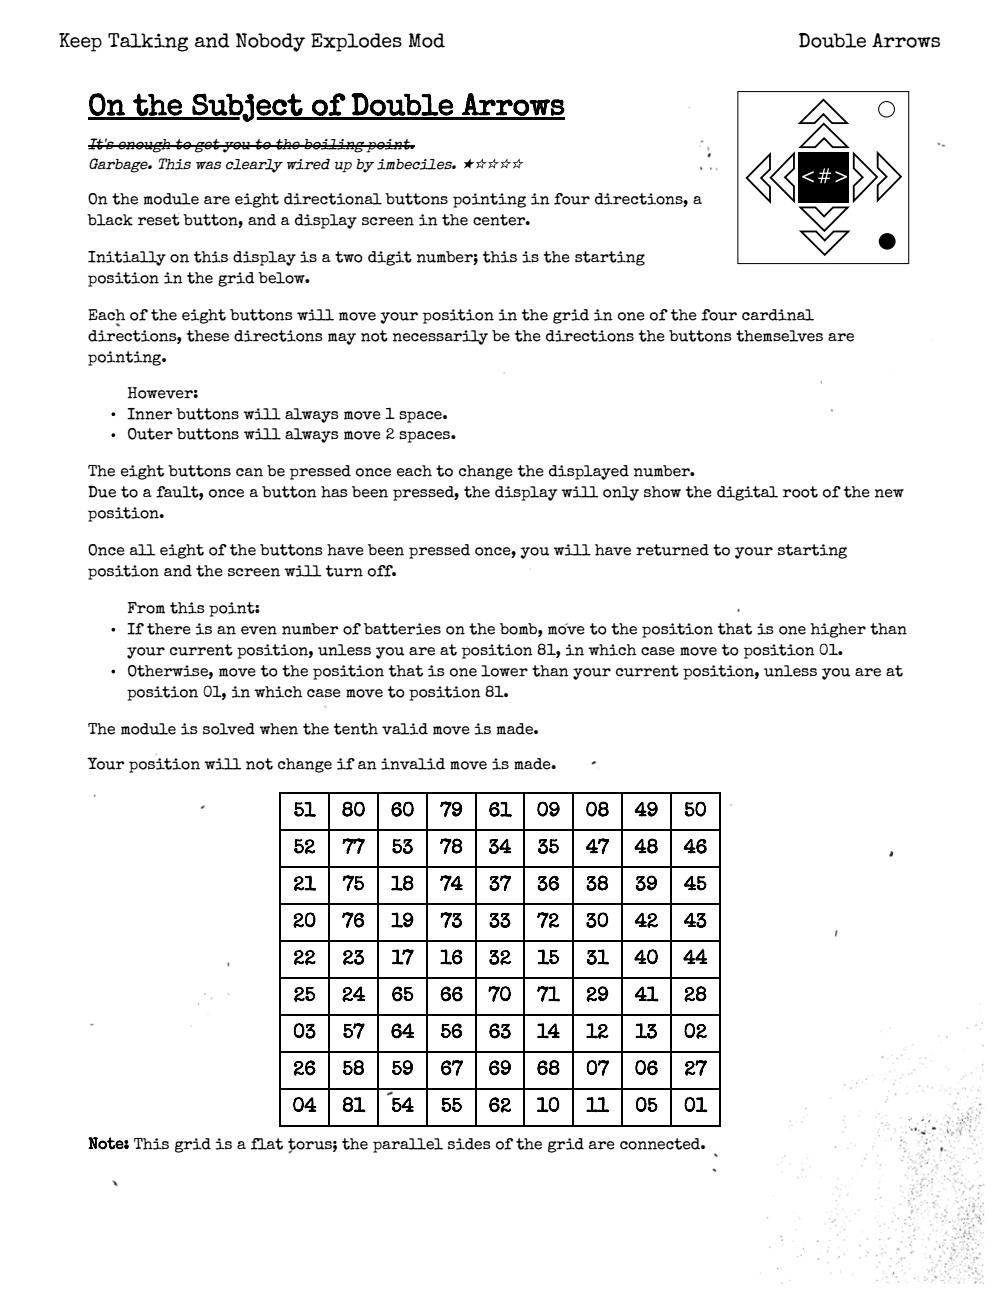 Keep Talking and Nobody Explodes Mod
Double Arrows
On the Subject of Double Arrows
It's enough to get you to the boiling point.
Garbage. This was clearly wired up by imbeciles. ★☆☆☆☆
<#>
On the module are eight directional buttons pointing in four directions, a
black reset button, and a display screen in the center.
Initially on this display is a two digit number; this is the starting
position in the grid below.
Each of the eight buttons will move your position in the grid in one of the four cardinal
directions, these directions may not necessarily be the directions the buttons themselves are
pointing.
However:
• Inner buttons will always move 1 space.
• Outer buttons will always move 2 spaces.
The eight buttons can be pressed once each to change the displayed number.
Due to a fault, once a button has been pressed, the display will only show the digital root of the new
position.
Once all eight of the buttons have been pressed once, you will have returned to your starting
position and the screen will turn off.
From this point:
• If there is an even number of batteries on the bomb, move to the position that is one higher than
your current position, unless you are at position 81, in which case move to position 01.
• Otherwise, move to the position that is one lower than your current position, unless you are at
position 01, in which case move to position 81.
The module is solved when the tenth valid move is made.
Your position will not change if an invalid move is made.
51 80 60 79 61 09 08 49 50
52 77 53 78 34 35 47 48 46
21 75 18 74 37 36 38 39 45
20 76 19 73 33 72 30 42 43
22 23 17 16 32 15 31 40 44
25 24 65 66 70 71 29 41 28
03 57 64 56 63 14 12 13 02
26 58 59 67 69 68 07 06 27
04 81 54 55 62 10 11 05 01
Note: This grid is a flat torus; the parallel sides of the grid are connected.